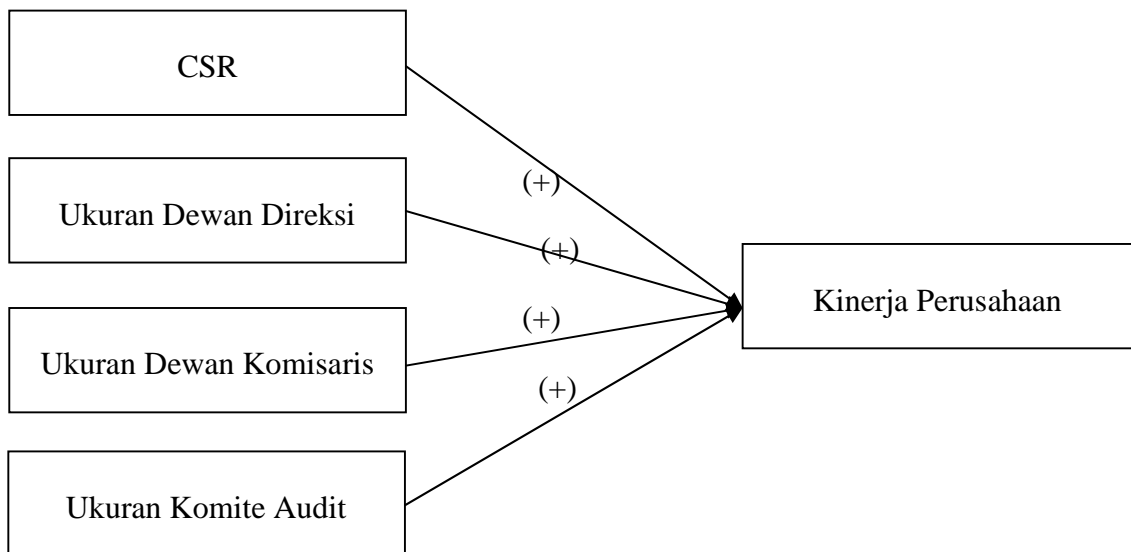 CSR
(+)
Ukuran Dewan Direksi
(+)
Kinerja Perusahaan
(+)
Ukuran Dewan Komisaris
(+)
Ukuran Komite Audit